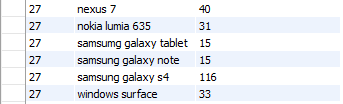 27 nexus 7 40
27 nokia lumia 635 31
27 samsumg galaxy tablet 15
27 samsung galaxy note 15
27 samsung galaxy s4 116
27 windows surface 33